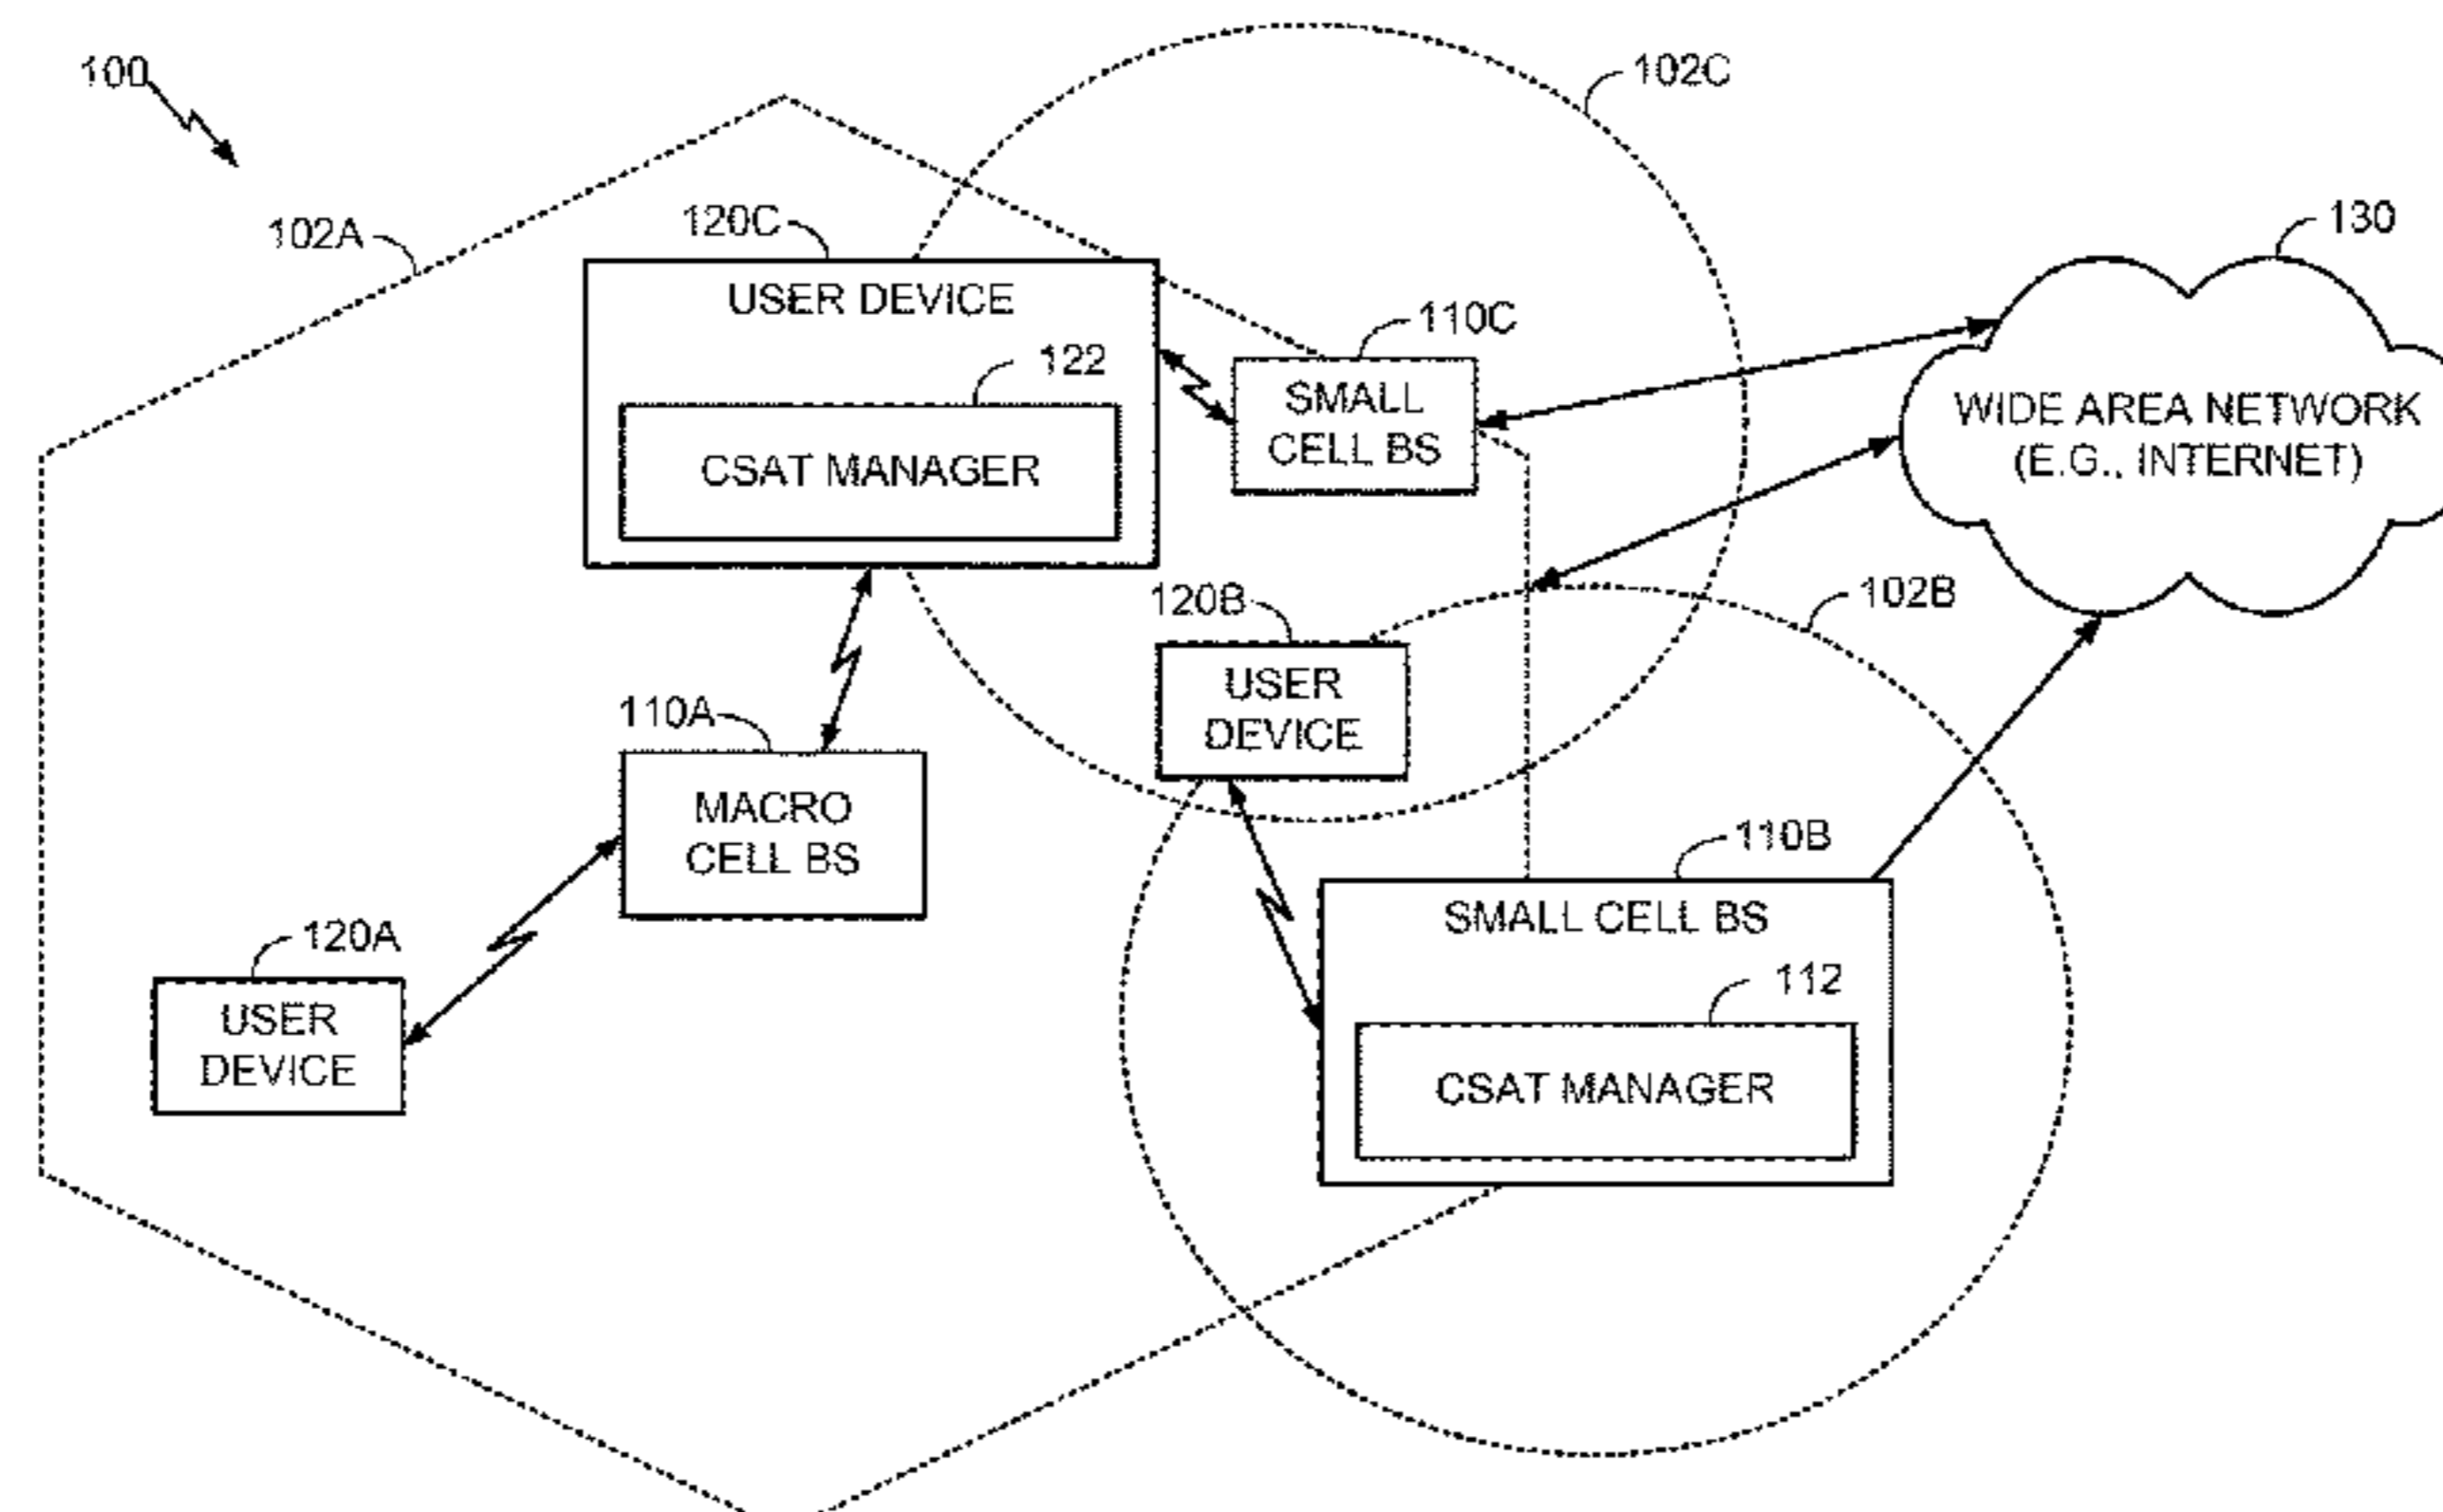 100
102C
102A
120C
130
USER DEVICE
110C
122
SMALL
CELL BS
WIDE AREA NETWORK
(E.G., INTERNET)
CSAT MANAGER
120B
102B
USER
DEVICE
110A
MACRO
CELL BS
110B
SMALL CELL BS
120A
112
USER
DEVICE
CSAT MANAGER